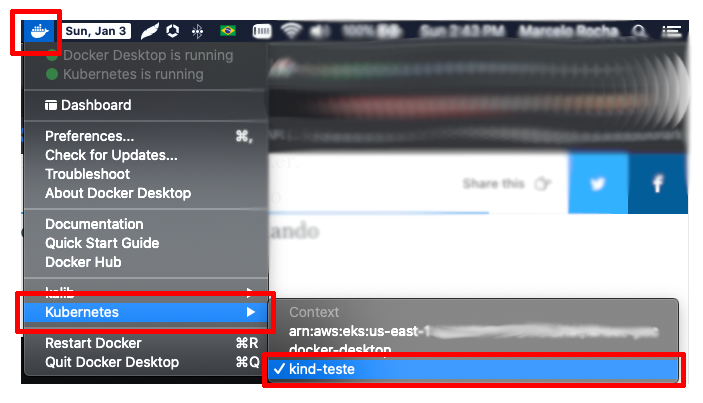 Sun, Jan 3
100%
Sun 2:43 PM Marcelo Rocha
Docker Desktop is running
Kubernetes is running
Dashboard
Preferences... ⌘,
Check for Updates...
Troubleshoot
About Docker Desktop
Share this
Documentation
Quick Start Guide
Docker Hub
kalib
Kubernetes
Restart Docker ⌘R
Quit Docker Desktop ⌘Q
Context
arn:aws:eks:us-east-1
docker-desktop
✓ kind-teste